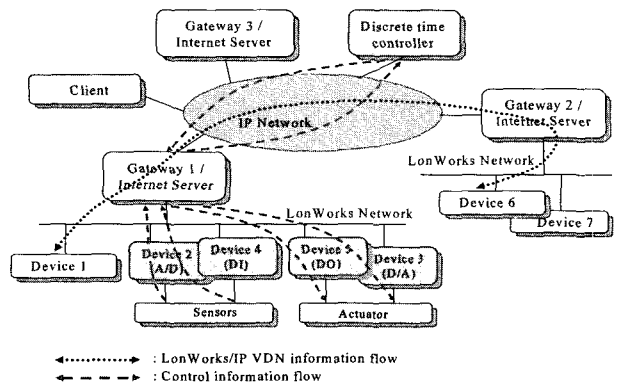 Gateway 3 /
Internet Server
Discrete time
controller
Client
IP Network
Gateway 2 /
Internet Server
Gateway 1 /
Internet Server
LonWorks Network
Device 6
Device 7
LonWorks Network
Device 1
Device 2
(A/D)
Device 4
(DI)
Device 5
(DO)
Device 3
(D/A)
Sensors
Actuator
: LonWorks/IP VDN information flow
: Control information flow